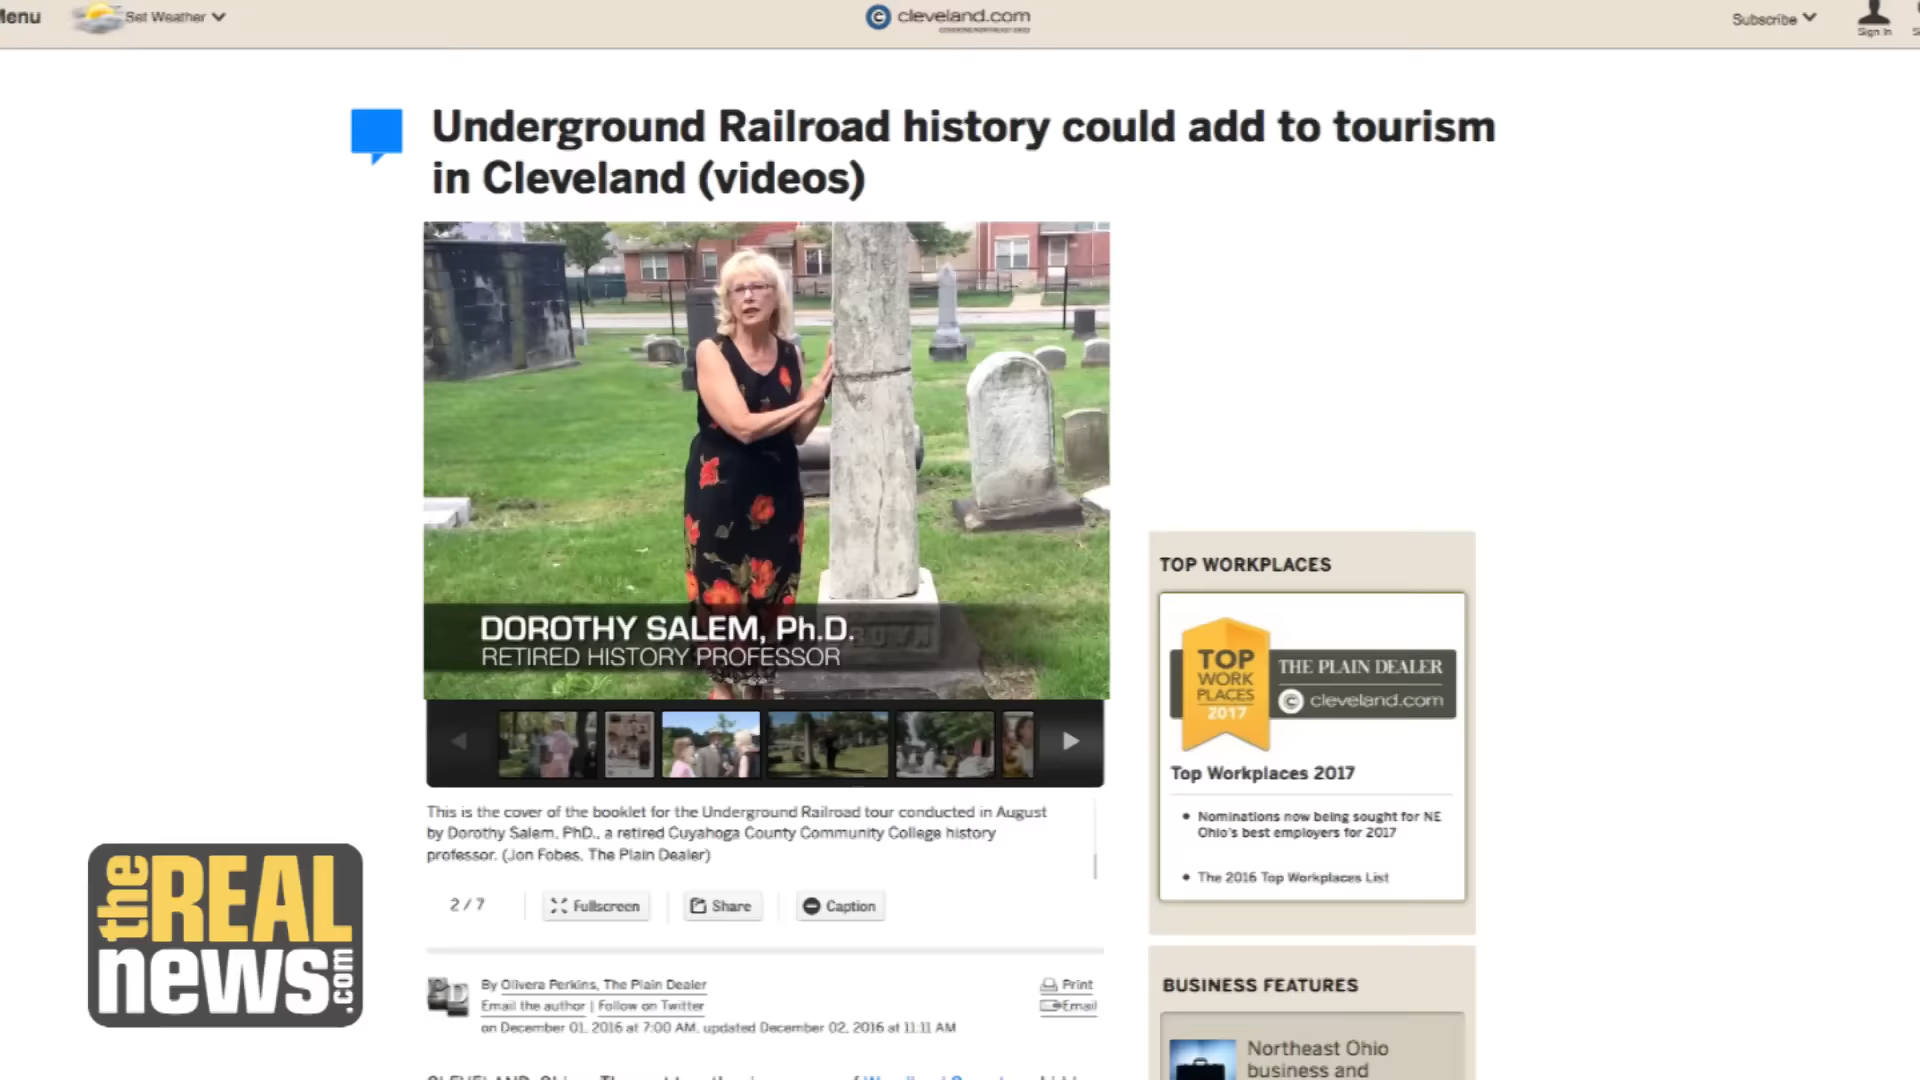 Menu
Set Weather
cleveland.com
Subscribe
Sign In
Underground Railroad history could add to tourism
in Cleveland (videos)
DOROTHY SALEM, Ph.D.
RETIRED HISTORY PROFESSOR
This is the cover of the booklet for the Underground Railroad tour conducted in August
by Dorothy Salem, PhD., a retired Cuyahoga County Community College history
professor. (Jon Fobes, The Plain Dealer)
2 / 7
Fullscreen
Share
Caption
By Olivera Perkins, The Plain Dealer
Email the author | Follow on Twitter
on December 01, 2016 at 7:00 AM, updated December 02, 2016 at 11:11 AM
Print
Email
TOP WORKPLACES
TOP
WORK
PLACES
2017
THE PLAIN DEALER
cleveland.com
Top Workplaces 2017
Nominations now being sought for NE
Ohio's best employers for 2017
The 2016 Top Workplaces List
BUSINESS FEATURES
Northeast Ohio
business and
the REAL
news.com